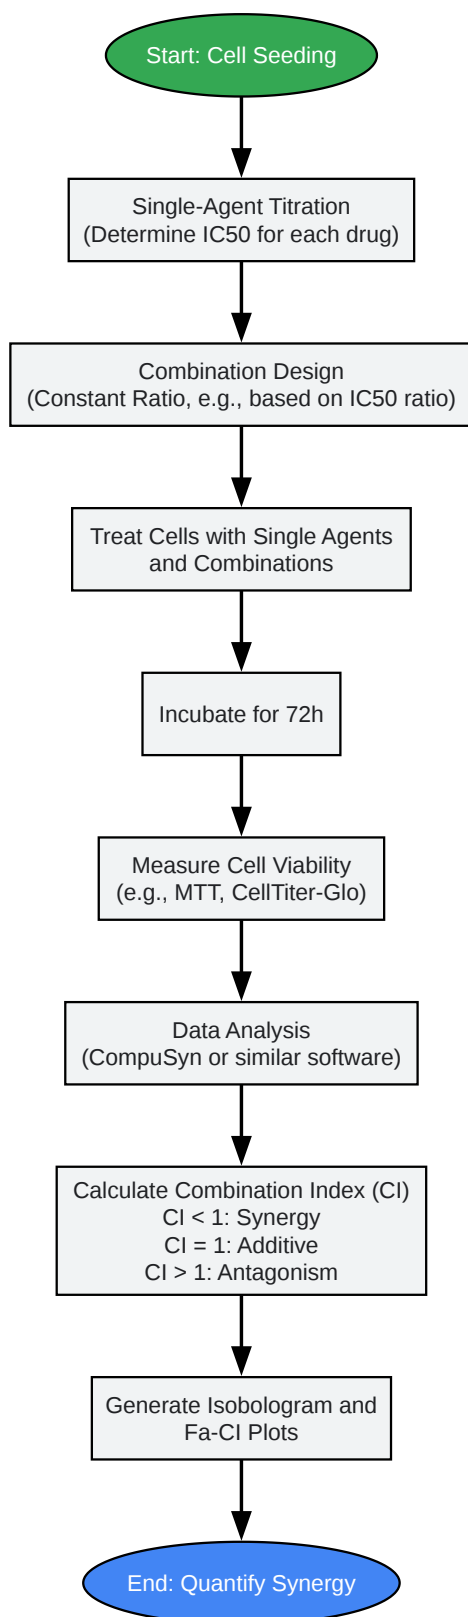 Start: Cell Seeding
Single-Agent Titration
(Determine IC50 for each drug)
Combination Design
(Constant Ratio, e.g., based on IC50 ratio)
Treat Cells with Single Agents
and Combinations
Incubate for 72h
Measure Cell Viability
(e.g., MTT, CellTiter-Glo)
Data Analysis
(CompuSyn or similar software)
Calculate Combination Index (CI)
CI < 1: Synergy
CI = 1: Additive
CI > 1: Antagonism
Generate Isobologram and
Fa-CI Plots
End: Quantify Synergy